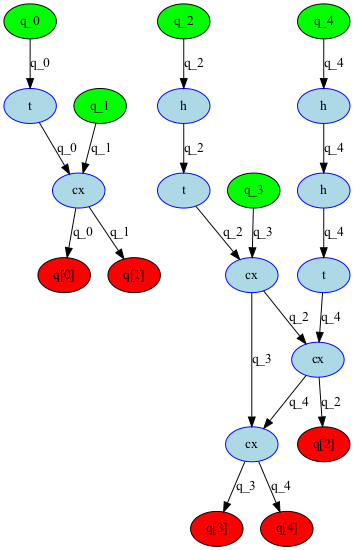 q_0 q_2 q_4
q_0 q_2 q_4
t q_1 h h
q_0 q_1 q_2 q_4
cx t q_3 h
q_0 q_1 q_2 q_3 q_4
q[0] q[1] cx t
q_2 q_4
q_3 cx
q_4 q_2
cx q[2]
q_3 q_4
q[3] q[4]